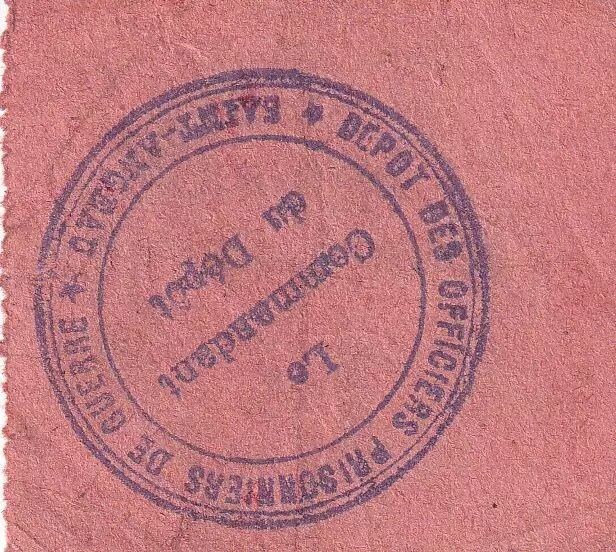 DEPOT DES OFFICIERS PRISONNIERS DE GUERRE
★ SAINT-ANGEAU ★
Le
Commandant
du Dépôt